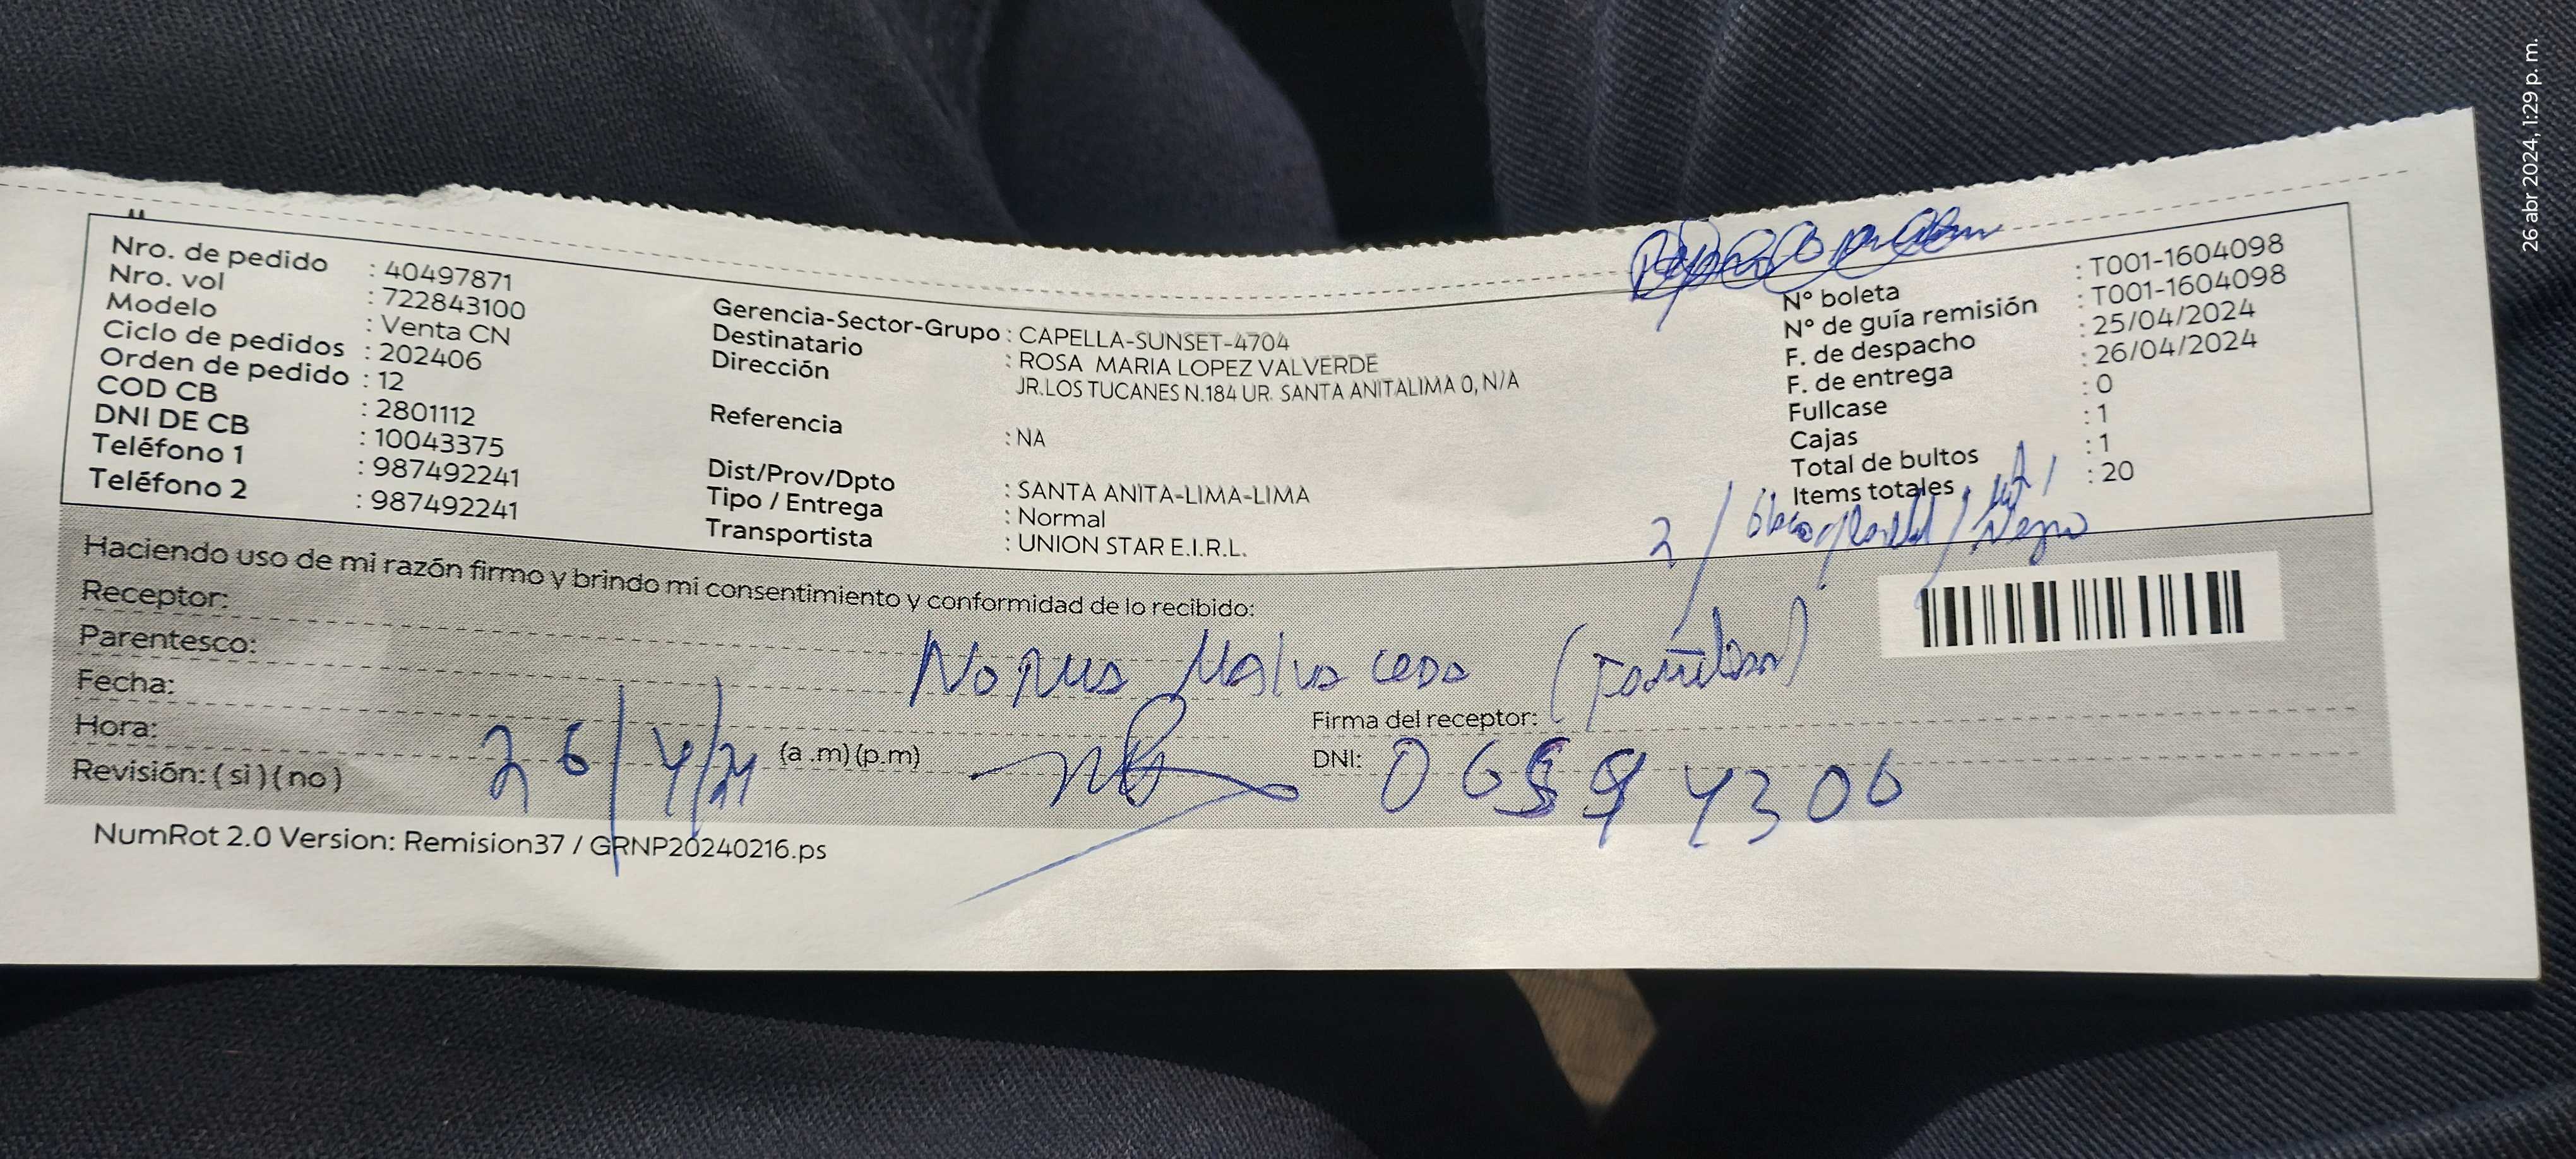 Nro. de pedido : 40497871
Nro. vol : 722843100
Modelo : Venta CN
Ciclo de pedidos : 202406
Orden de pedido : 12
COD CB : 2801112
DNI DE CB : 10043375
Teléfono 1 : 987492241
Teléfono 2 : 987492241
Gerencia-Sector-Grupo : CAPELLA-SUNSET-4704
Destinatario : ROSA MARIA LOPEZ VALVERDE
Dirección JR.LOS TUCANES N.184 UR. SANTA ANITALIMA 0, N/A
Referencia : NA
Dist/Prov/Dpto : SANTA ANITA-LIMA-LIMA
Tipo / Entrega : Normal
Transportista : UNION STAR E.I.R.L.
N° boleta : T001-1604098
N° de guía remisión : T001-1604098
F. de despacho : 25/04/2024
F. de entrega : 26/04/2024
Fullcase : 0
Cajas : 1
Total de bultos : 1
Items totales : 20
2 /
Haciendo uso de mi razón firmo y brindo mi consentimiento y conformidad de lo recibido:
Receptor:
Parentesco:
(Familiar)
Fecha:
Firma del receptor:
Hora: (a .m)(p.m)
26/4/24
DNI:
Revisión: ( si ) ( no )
NumRot 2.0 Version: Remision37 / GRNP20240216.ps
26 abr 2024, 1:29 p. m.